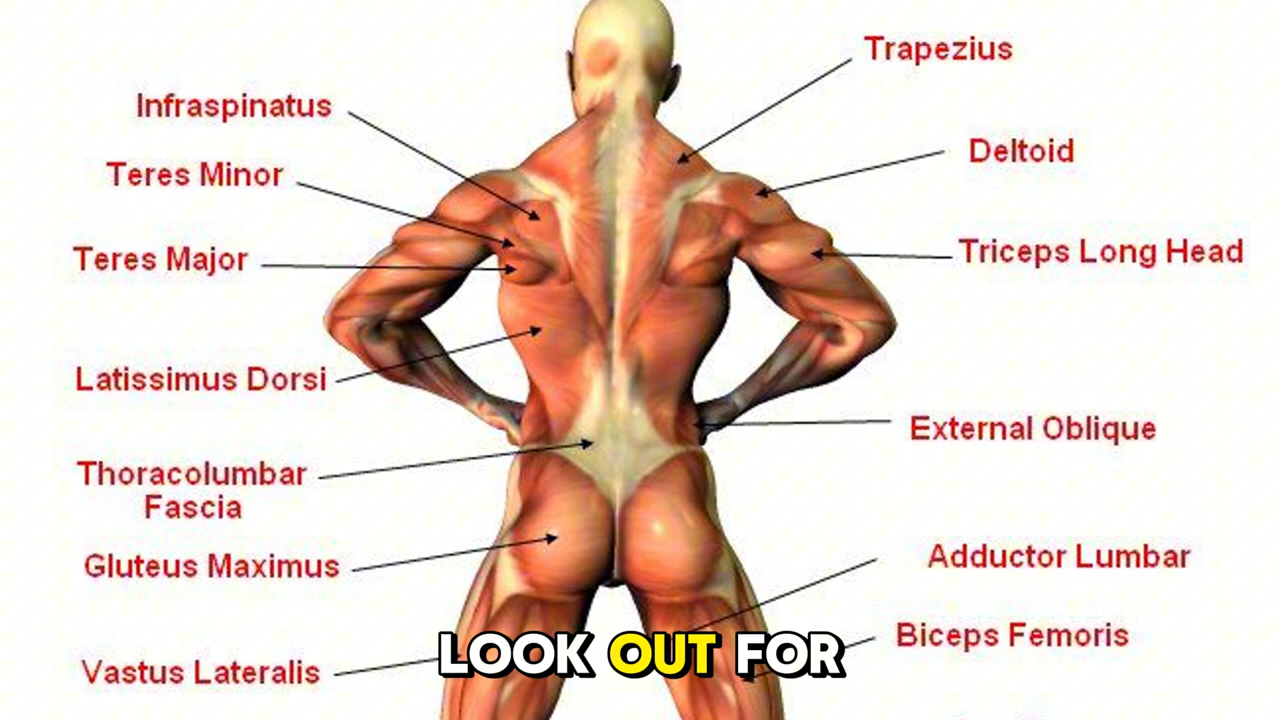 Trapezius
Infraspinatus
Deltoid
Teres Minor
Triceps Long Head
Teres Major
Latissimus Dorsi
External Oblique
Thoracolumbar
Fascia
Gluteus Maximus
Adductor Lumbar
Biceps Femoris
Vastus Lateralis
LOOK OUT FOR